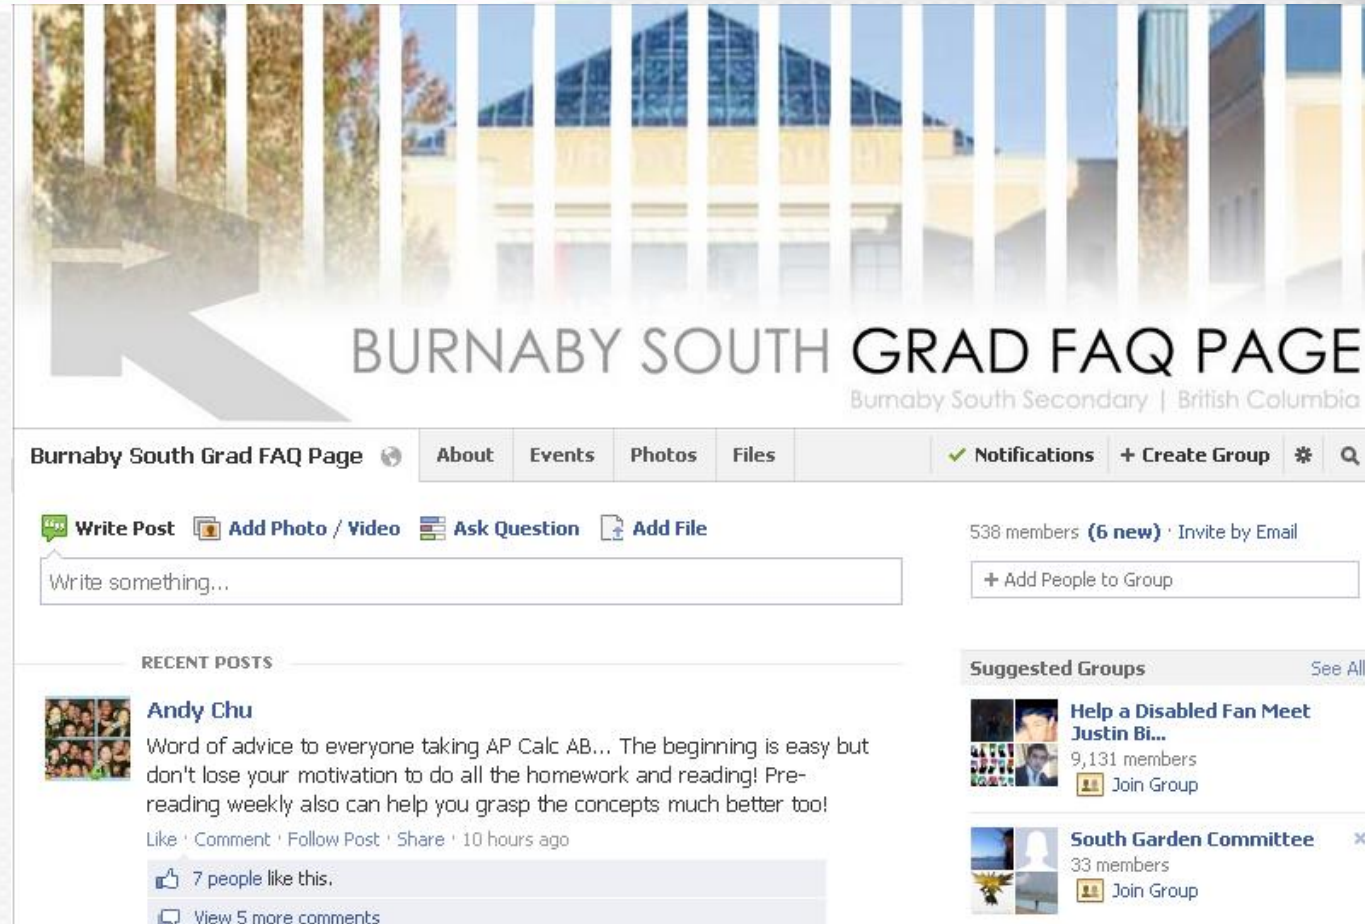 BURNABY SOUTH GRAD FAQ PAGE
Burnaby South Secondary | British Columbia
Burnaby South Grad FAQ Page About Events Photos Files Notifications + Create Group
Write Post Add Photo / Video Ask Question Add File
Write something...
538 members (6 new) · Invite by Email
+ Add People to Group
RECENT POSTS
Andy Chu
Word of advice to everyone taking AP Calc AB... The beginning is easy but
don't lose your motivation to do all the homework and reading! Pre-
reading weekly also can help you grasp the concepts much better too!
Like · Comment · Follow Post · Share · 10 hours ago
7 people like this.
View 5 more comments
Suggested Groups See All
Help a Disabled Fan Meet
Justin Bi...
9,131 members
Join Group
South Garden Committee
33 members
Join Group